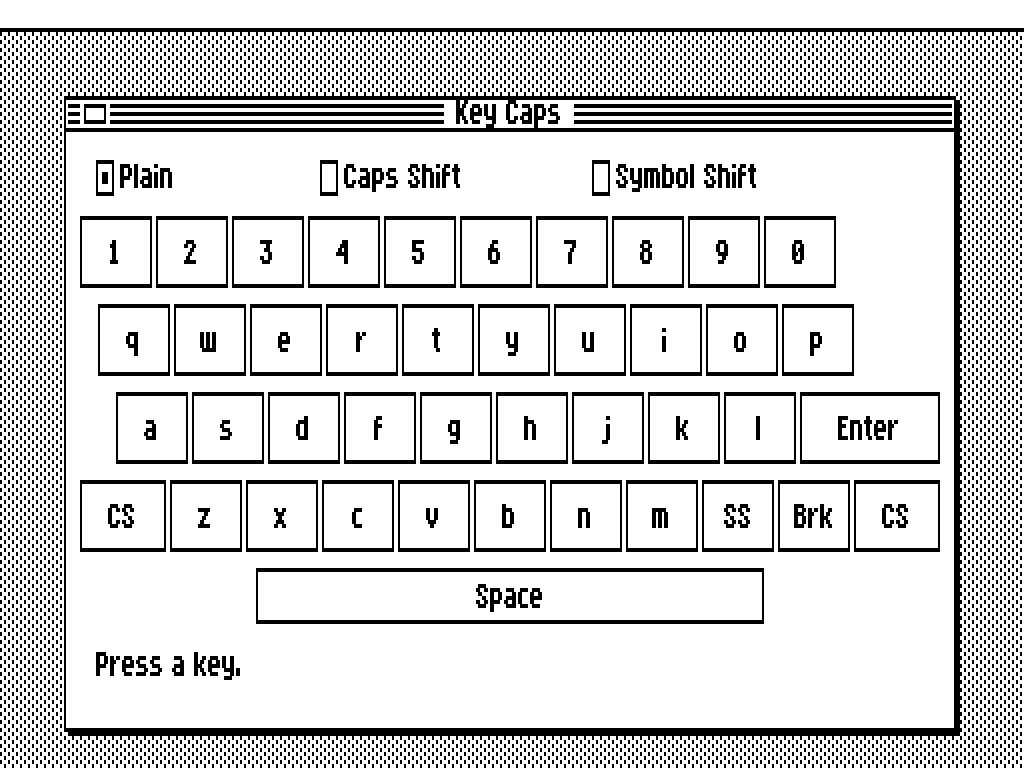 Key Caps
Plain Caps Shift Symbol Shift
1 2 3 4 5 6 7 8 9 0
q w e r t y u i o p
a s d f g h j k l Enter
CS z x c v b n m SS Brk CS
Space
Press a key.